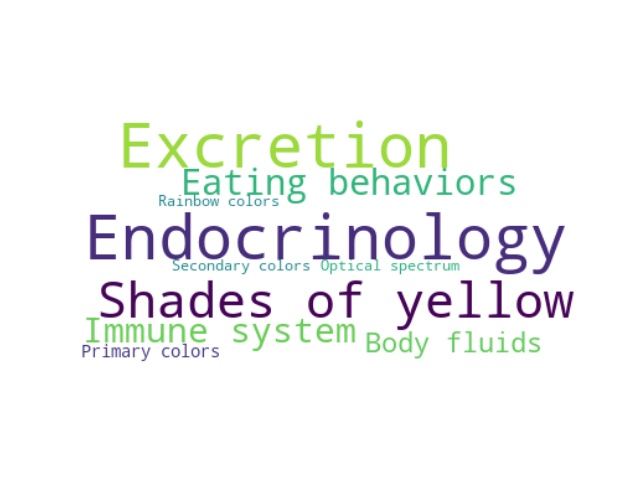 Excretion
Eating behaviors
Rainbow colors
Endocrinology
Secondary colors
Optical spectrum
Shades of yellow
Immune system
Body fluids
Primary colors